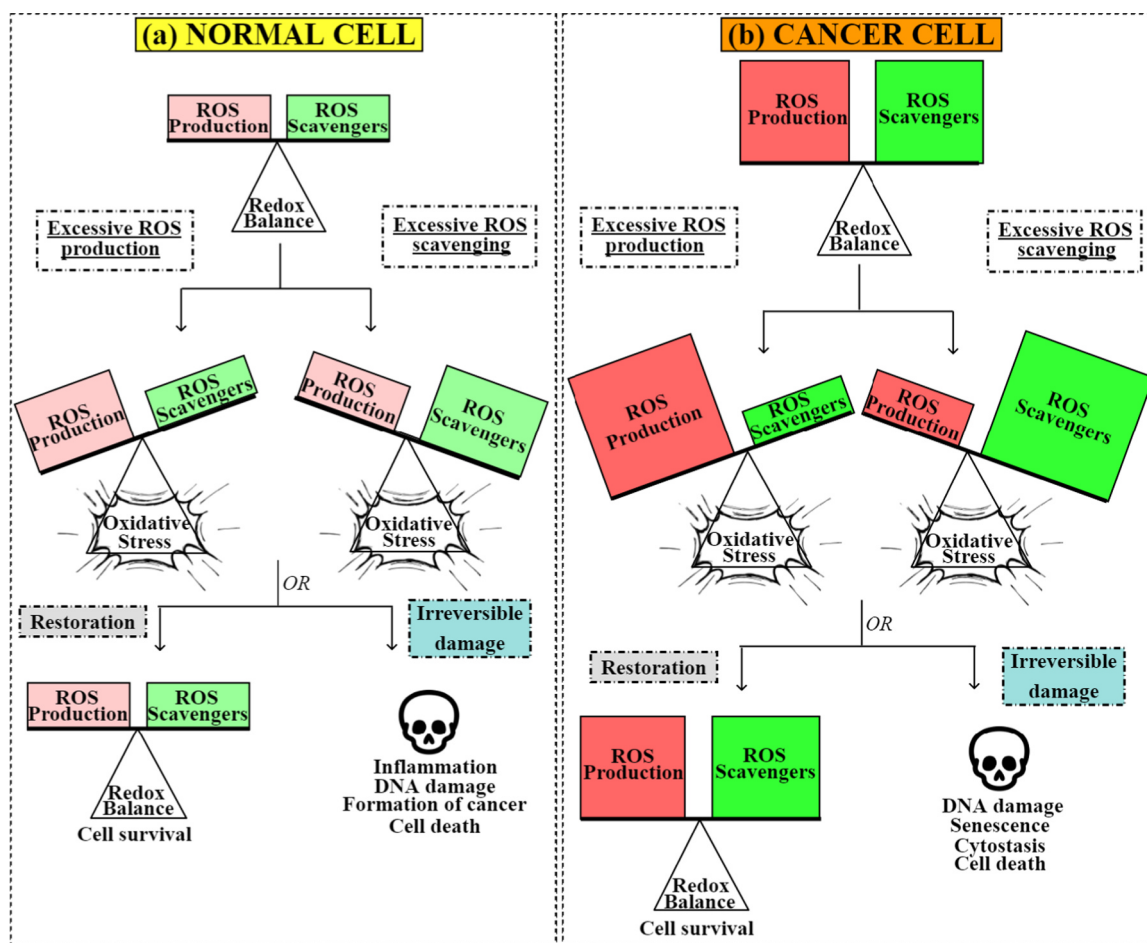 (a) NORMAL CELL
ROS
Production
ROS
Scavengers
Redox
Balance
Excessive ROS
production
Excessive ROS
scavenging
ROS
Production
ROS
Scavengers
ROS
Production
ROS
Scavengers
Oxidative
Stress
Oxidative
Stress
OR
Restoration
Irreversible
damage
ROS
Production
ROS
Scavengers
Redox
Balance
Cell survival
Inflammation
DNA damage
Formation of cancer
Cell death
(b) CANCER CELL
ROS
Production
ROS
Scavengers
Redox
Balance
Excessive ROS
production
Excessive ROS
scavenging
ROS
Production
ROS
Scavengers
ROS
Production
ROS
Scavengers
Oxidative
Stress
Oxidative
Stress
OR
Restoration
Irreversible
damage
ROS
Production
ROS
Scavengers
Redox
Balance
Cell survival
DNA damage
Senescence
Cytostasis
Cell death